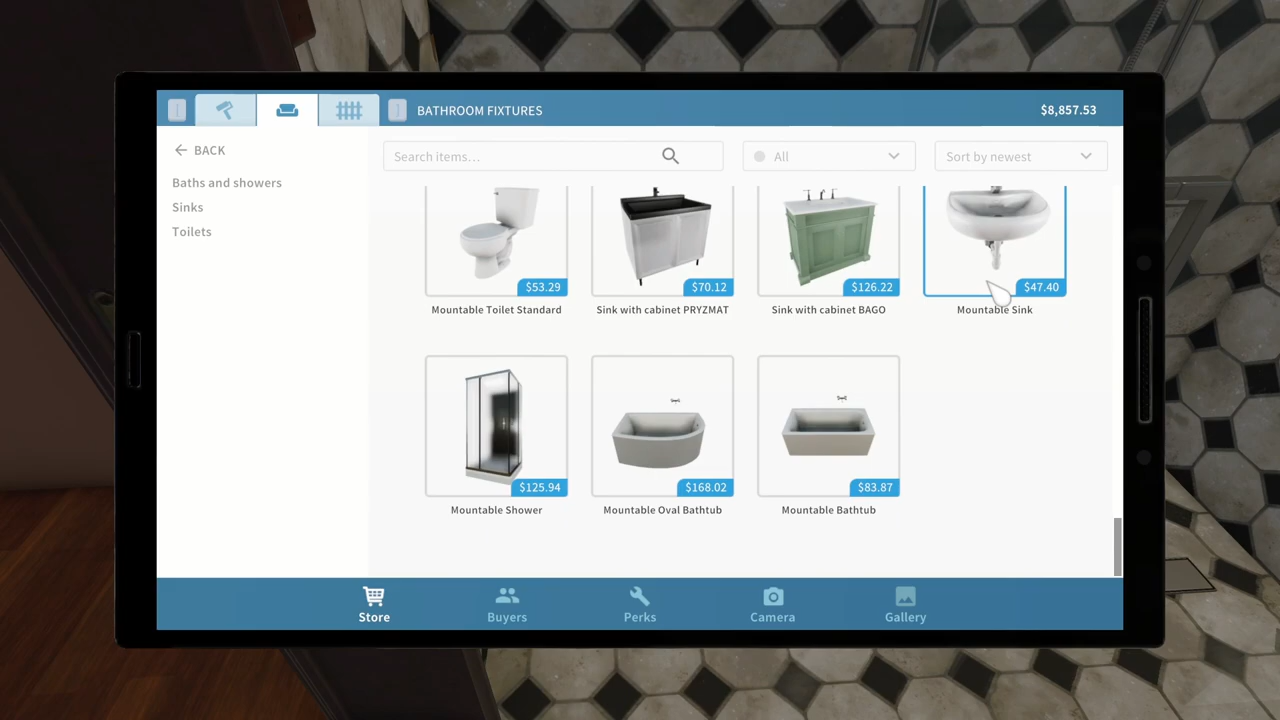 BATHROOM FIXTURES
$8,857.53
BACK
Baths and showers
Sinks
Toilets
Search items...
All
Sort by newest
$53.29
$70.12
$126.22
$47.40
Mountable Toilet Standard
Sink with cabinet PRYZMAT
Sink with cabinet BAGO
Mountable Sink
$125.94
$168.02
$83.87
Mountable Shower
Mountable Oval Bathtub
Mountable Bathtub
Store
Buyers
Perks
Camera
Gallery